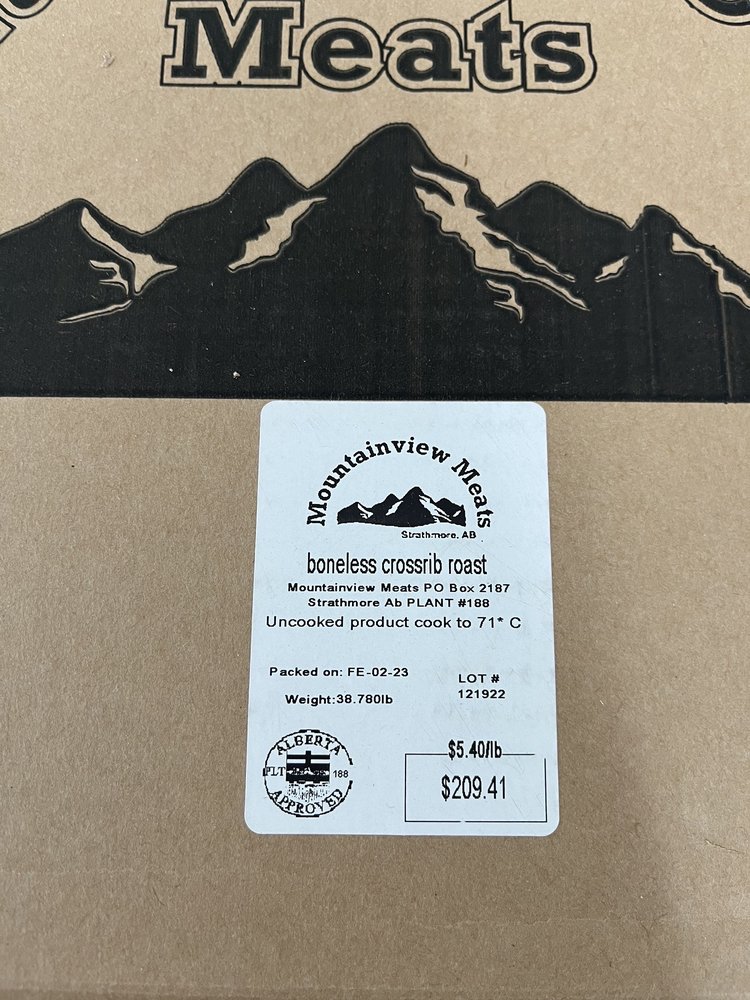 Meats
Mountainview Meats
Strathmore, AB
boneless crossrib roast
Mountainview Meats PO Box 2187
Strathmore Ab PLANT #188
Uncooked product cook to 71* C
Packed on: FE-02-23
LOT #
121922
Weight:38.780lb
ALBERTA
PLT
188
APPROVED
$5.40/lb
$209.41